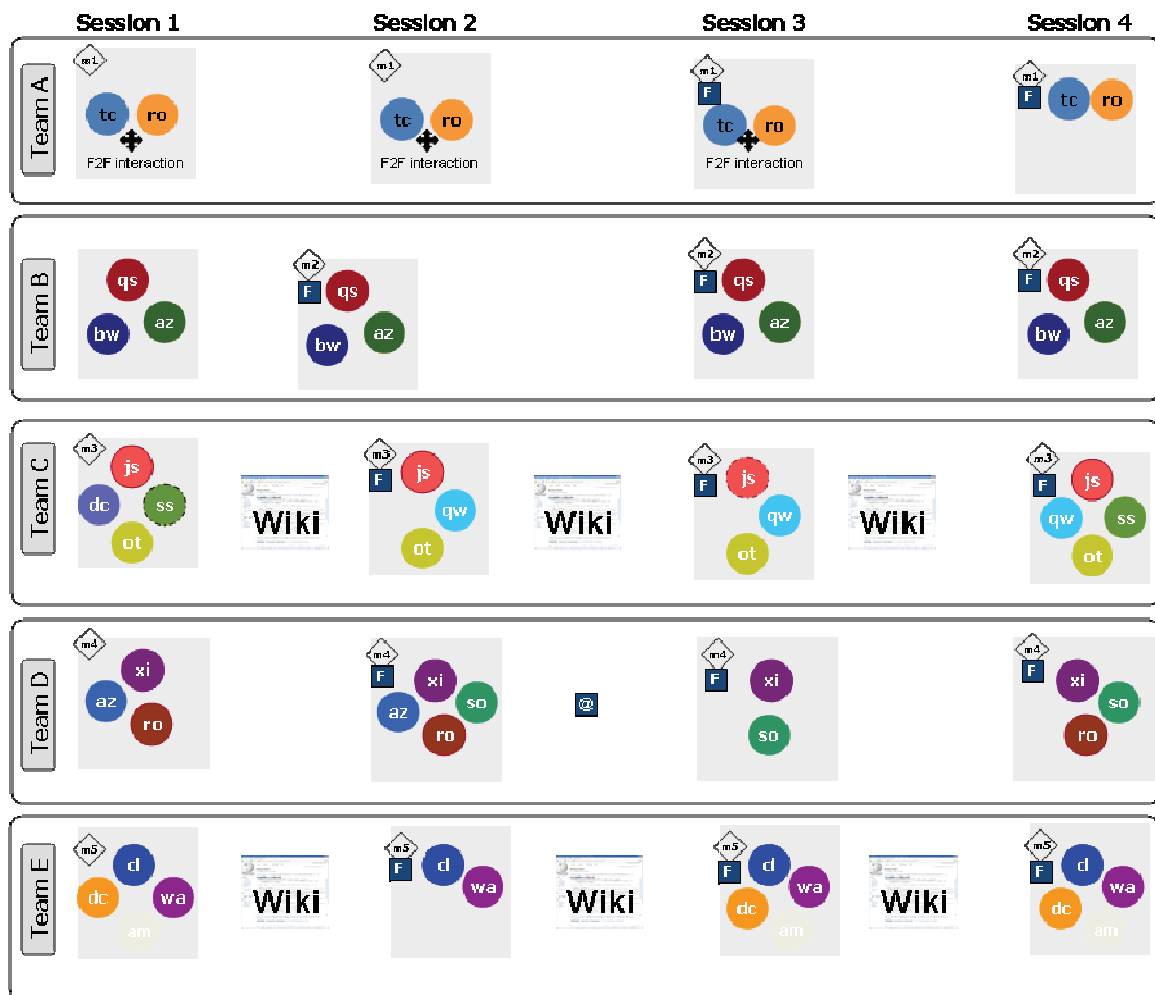 Session 1 Session 2 Session 3 Session 4
Team A
m1 m1 m1 m1
F F
tc ro tc ro tc ro tc ro
F2F interaction F2F interaction F2F interaction
Team B
m2 m2 m2
qs F qs F qs F qs
bw az bw az bw az bw az
Team C
m3 m3 m3 m3
js F js F js F js
dc ss Wiki qw Wiki qw Wiki qw ss
ot ot ot ot
Team D
m4 m4 m4 m4
xi F xi F xi F xi
az az so @ so
ro ro so ro
Team E
m5 m5 m5 m5
cl F cl F cl F cl
dc wa Wiki wa Wiki dc wa Wiki dc wa
am am am